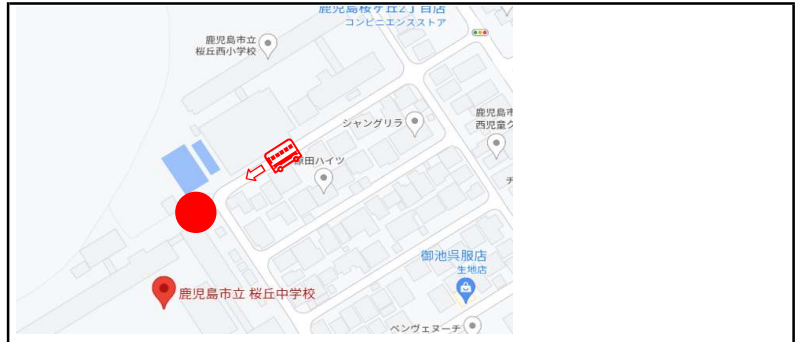 鹿児島桜ヶ丘2丁目店
コンビニエンスストア
鹿児島市立
桜丘西小学校
シャングリラ
鹿児島市
西児童ク
原田ハイツ
チ
御池呉服店
生地店
鹿児島市立 桜丘中学校
ベンヴェヌーチ